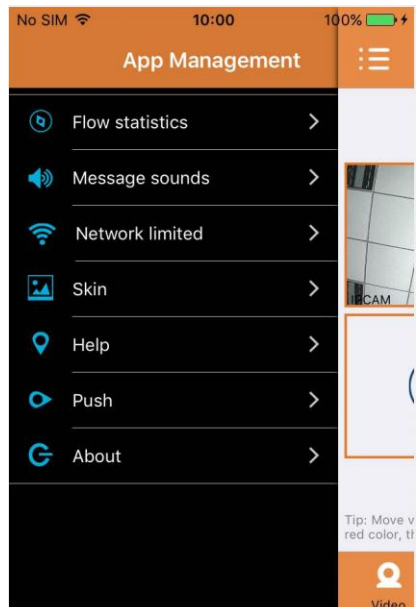 No SIM 10:00 100%
App Management
Flow statistics
Message sounds
Network limited
Skin
Help
Push
About
IPCAM
Tip: Move v
red color, th
Video